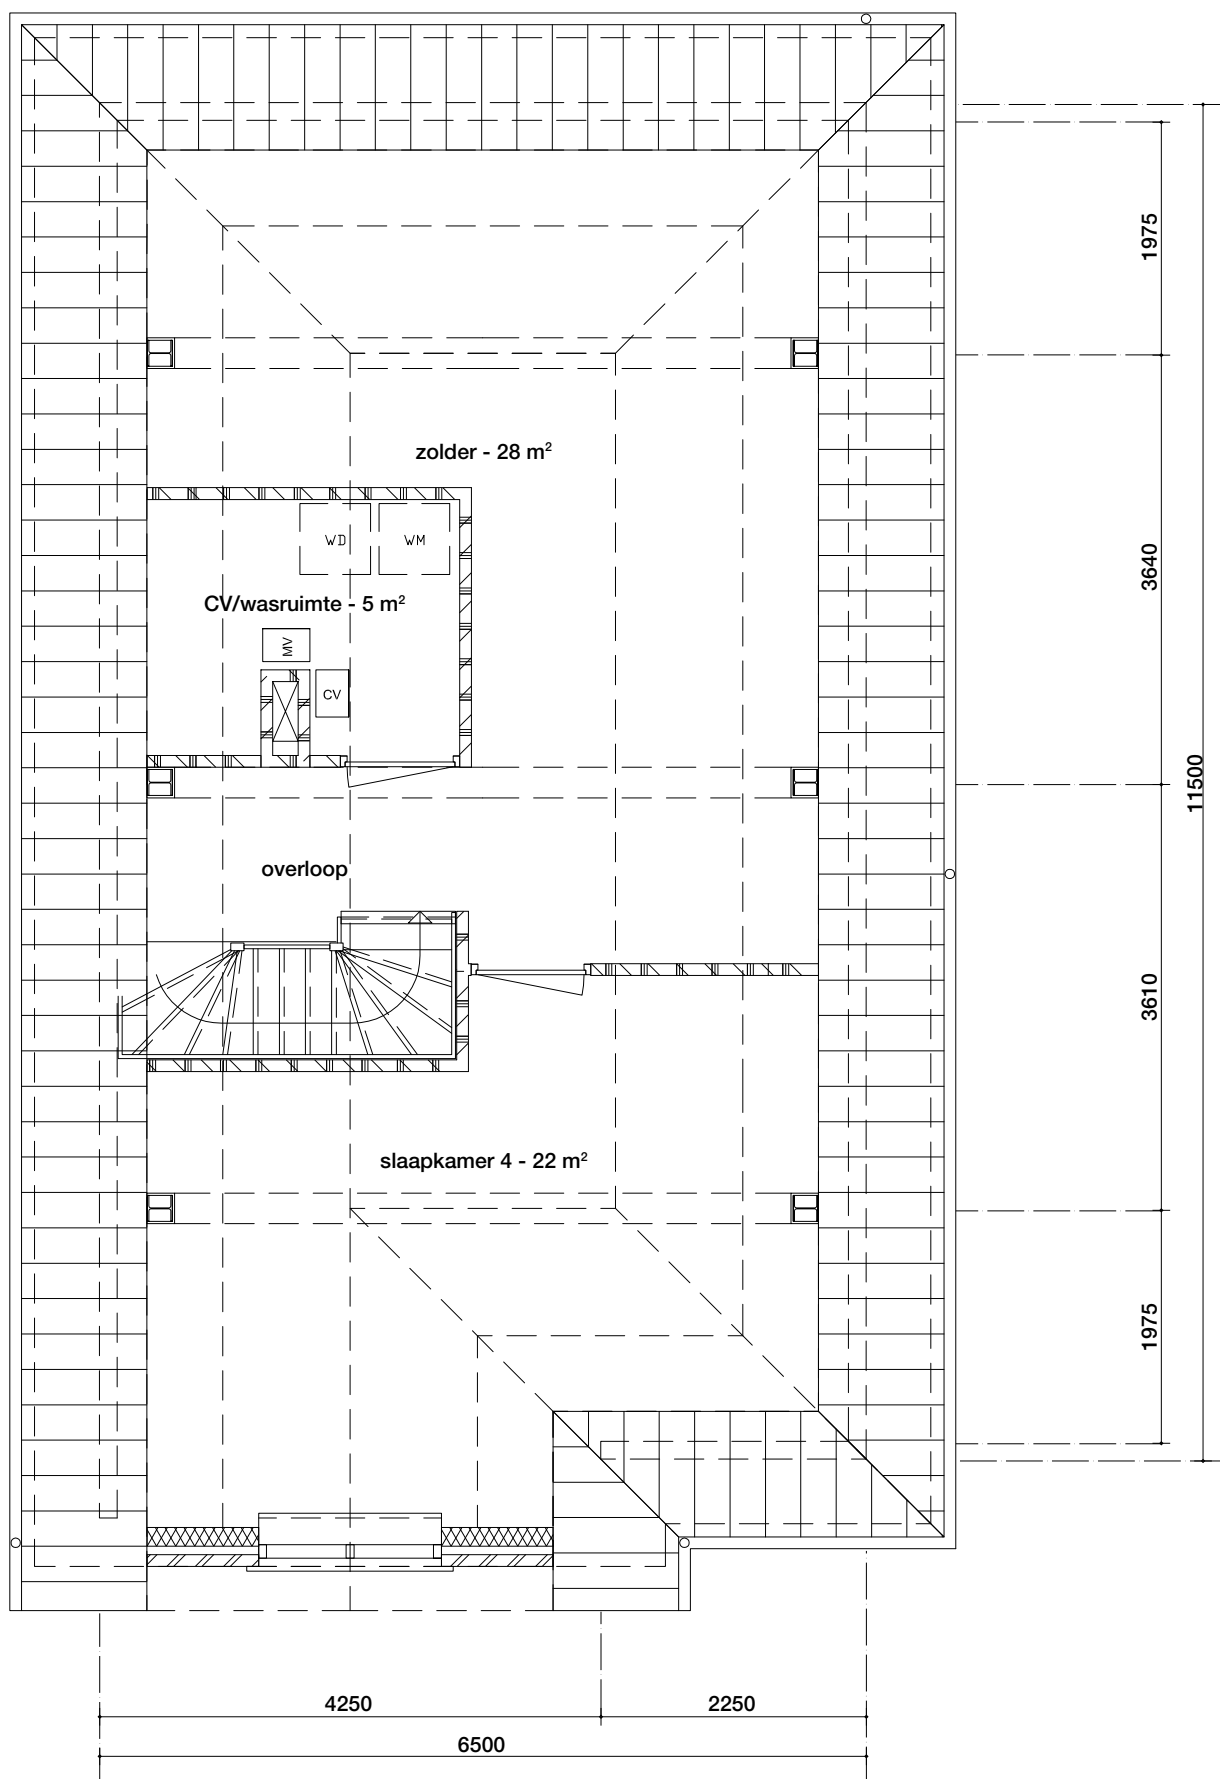 1975
zolder - 28 m²
WD
WM
3640
CV/wasruimte - 5 m²
MV
CV
11500
overloop
3610
slaapkamer 4 - 22 m²
1975
4250
2250
6500